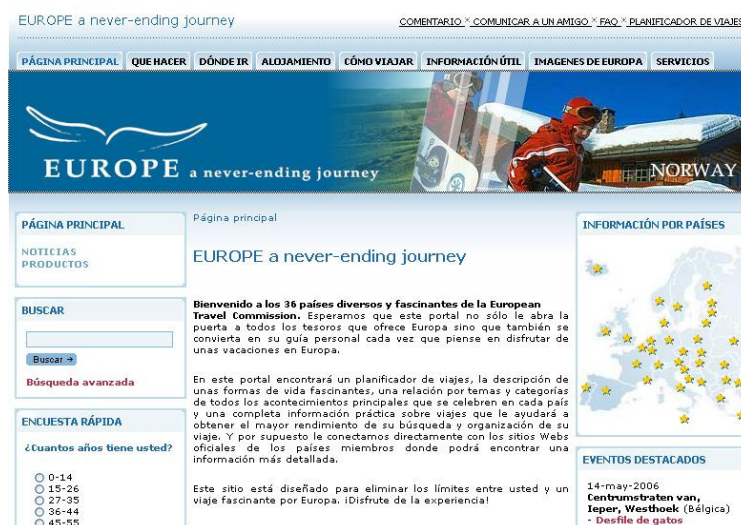 EUROPE a never-ending journey
COMENTARIO × COMUNICAR A UN AMIGO × FAQ × PLANIFICADOR DE VIAJES
PÁGINA PRINCIPAL QUE HACER DÓNDE IR ALOJAMIENTO CÓMO VIAJAR INFORMACIÓN ÚTIL IMAGENES DE EUROPA SERVICIOS
EUROPE a never-ending journey
NORWAY
PÁGINA PRINCIPAL
NOTICIAS
PRODUCTOS
BUSCAR
Buscar →
Búsqueda avanzada
ENCUESTA RÁPIDA
¿Cuantos años tiene usted?
0-14
15-26
27-35
36-44
45-55
Página principal
EUROPE a never-ending journey
Bienvenido a los 36 países diversos y fascinantes de la European
Travel Commission. Esperamos que este portal no sólo le abra la
puerta a todos los tesoros que ofrece Europa sino que también se
convierta en su guía personal cada vez que piense en disfrutar de
unas vacaciones en Europa.
En este portal encontrará un planificador de viajes, la descripción de
unas formas de vida fascinantes, una relación por temas y categorías
de todos los acontecimientos principales que se celebren en cada país
y una completa información práctica sobre viajes que le ayudará a
obtener el mayor rendimiento de su búsqueda y organización de su
viaje. Y por supuesto le conectamos directamente con los sitios Webs
oficiales de los países miembros donde podrá encontrar una
información más detallada.
Este sitio está diseñado para eliminar los límites entre usted y un
viaje fascinante por Europa. ¡Disfrute de la experiencia!
INFORMACIÓN POR PAÍSES
EVENTOS DESTACADOS
14-may-2006
Centrumstraten van,
Ieper, Westhoek (Bélgica)
- Desfile de gatos